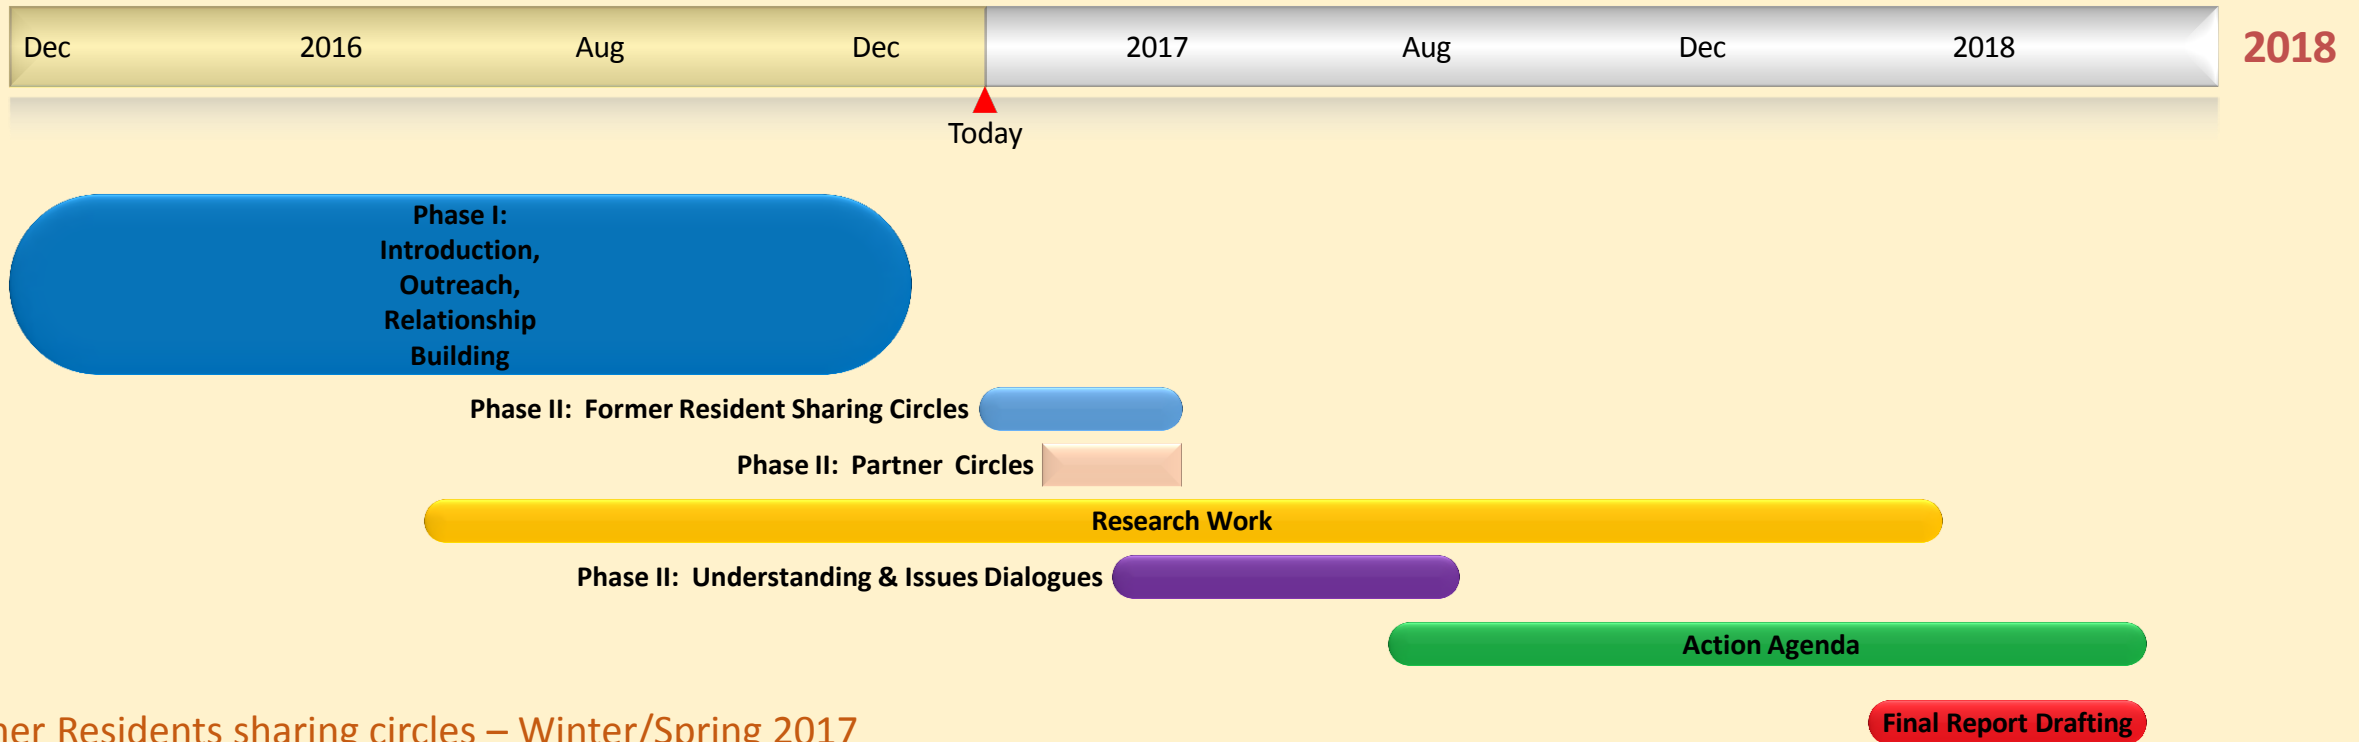 Dec 2016 Aug Dec 2017 Aug Dec 2018 2018
Today
Phase I:
Introduction,
Outreach,
Relationship
Building
Phase II:  Former Resident Sharing Circles
Phase II:  Partner  Circles
Research Work
Phase II:  Understanding & Issues Dialogues
Action Agenda
Final Report Drafting
Residents sharing circles – Winter/Spring 2017